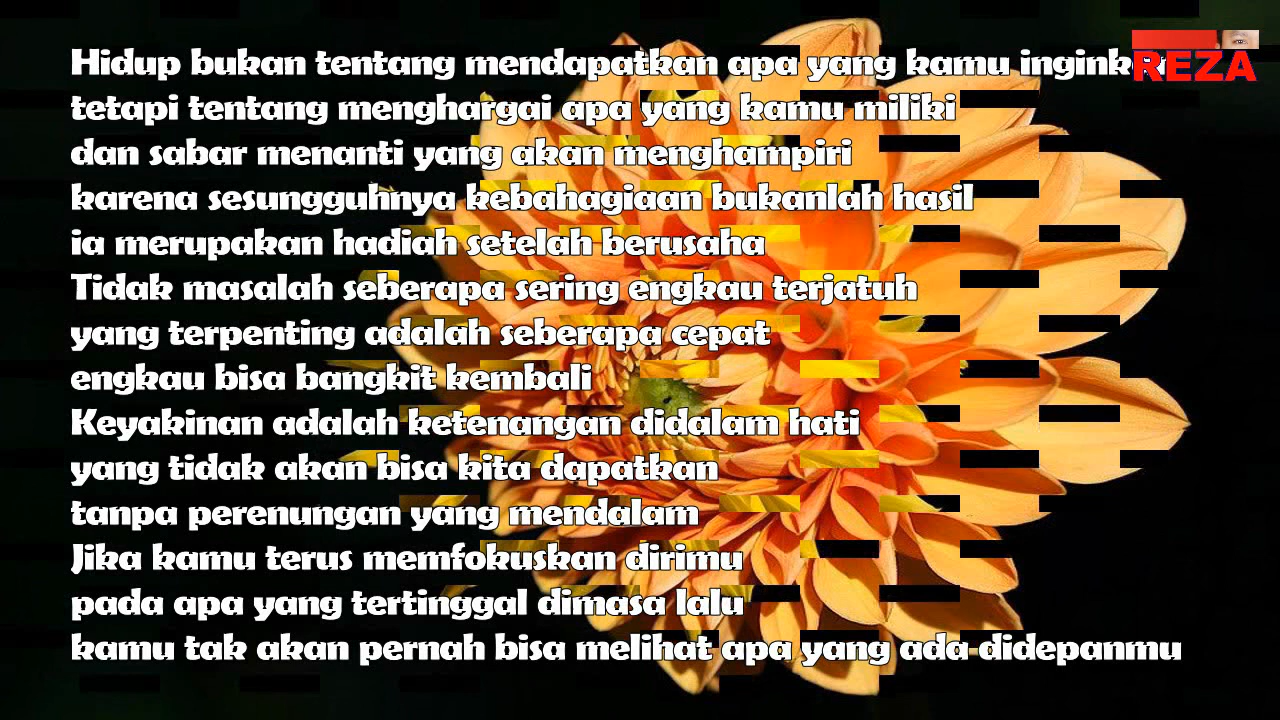 Hidup bukan tentang mendapatkan apa yang kamu inginkan
REZA
tetapi tentang menghargai apa yang kamu miliki
dan sabar menanti yang akan menghampiri
karena sesungguhnya kebahagiaan bukanlah hasil
ia merupakan hadiah setelah berusaha
Tidak masalah seberapa sering engkau terjatuh
yang terpenting adalah seberapa cepat
engkau bisa bangkit kembali
Keyakinan adalah ketenangan didalam hati
yang tidak akan bisa kita dapatkan
tanpa perenungan yang mendalam
Jika kamu terus memfokuskan dirimu
pada apa yang tertinggal dimasa lalu
kamu tak akan pernah bisa melihat apa yang ada didepanmu